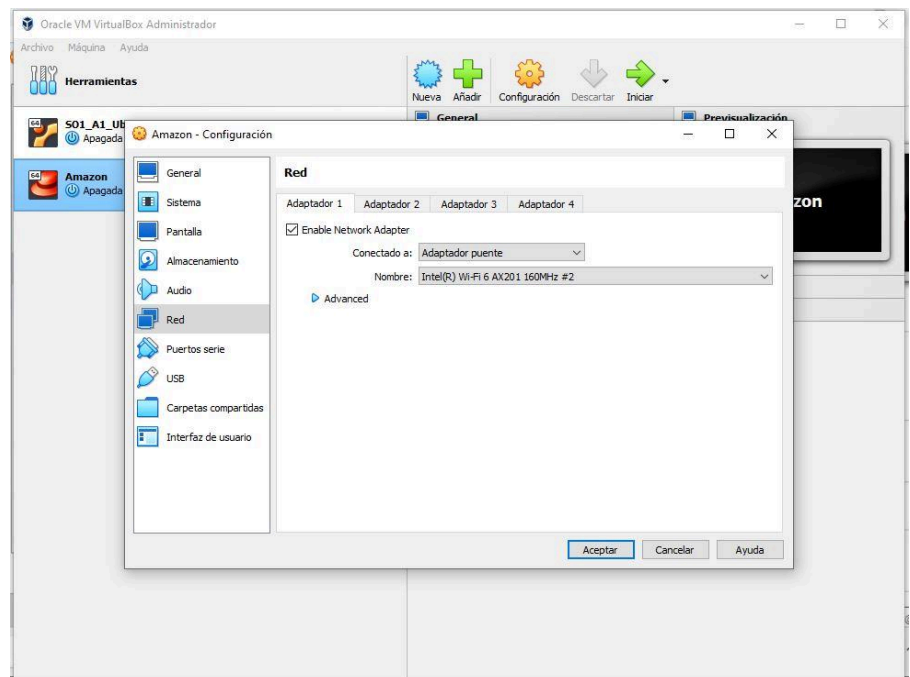 Oracle VM VirtualBox Administrador
Archivo Máquina Ayuda
Herramientas
Nueva Añadir Configuración Descartar Iniciar
General
Previsualización
64
S01_A1_Ub
Apagada
64
Amazon
Apagada
zon
Amazon - Configuración
General
Sistema
Pantalla
Almacenamiento
Audio
Red
Puertos serie
USB
Carpetas compartidas
Interfaz de usuario
Red
Adaptador 1 Adaptador 2 Adaptador 3 Adaptador 4
Enable Network Adapter
Conectado a: Adaptador puente
Nombre: Intel(R) Wi-Fi 6 AX201 160MHz #2
Advanced
Aceptar Cancelar Ayuda